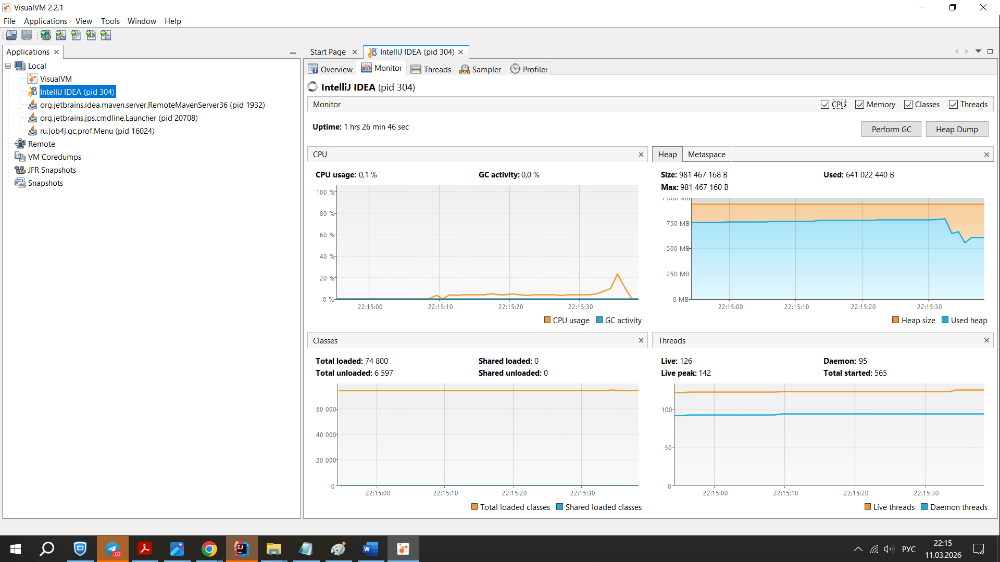 VisualVM 2.2.1
File Applications View Tools Window Help
Applications
Start Page
IntelliJ IDEA (pid 304)
Local
VisualVM
IntelliJ IDEA (pid 304)
org.jetbrains.idea.maven.server.RemoteMavenServer36 (pid 1932)
org.jetbrains.jps.cmdline.Launcher (pid 20708)
ru.job4j.gc.prof.Menu (pid 16024)
Remote
VM Coredumps
JFR Snapshots
Snapshots
Overview Monitor Threads Sampler Profiler
IntelliJ IDEA (pid 304)
Monitor
CPU Memory Classes Threads
Uptime: 1 hrs 26 min 46 sec
Perform GC Heap Dump
CPU
CPU usage: 0,1 % GC activity: 0,0 %
100 %
80 %
60 %
40 %
20 %
0 %
22:15:00 22:15:10 22:15:20 22:15:30
CPU usage GC activity
Heap Metaspace
Size: 981 467 168 B Used: 641 022 440 B
Max: 981 467 160 B
1 000 MB
750 MB
500 MB
250 MB
0 MB
22:15:00 22:15:10 22:15:20 22:15:30
Heap size Used heap
Classes
Total loaded: 74 800 Shared loaded: 0
Total unloaded: 6 597 Shared unloaded: 0
60 000
40 000
20 000
0
22:15:00 22:15:10 22:15:20 22:15:30
Total loaded classes Shared loaded classes
Threads
Live: 126 Daemon: 95
Live peak: 142 Total started: 565
100
50
0
22:15:00 22:15:10 22:15:20 22:15:30
Live threads Daemon threads
..02
IJ
РУС
22:15
11.03.2026